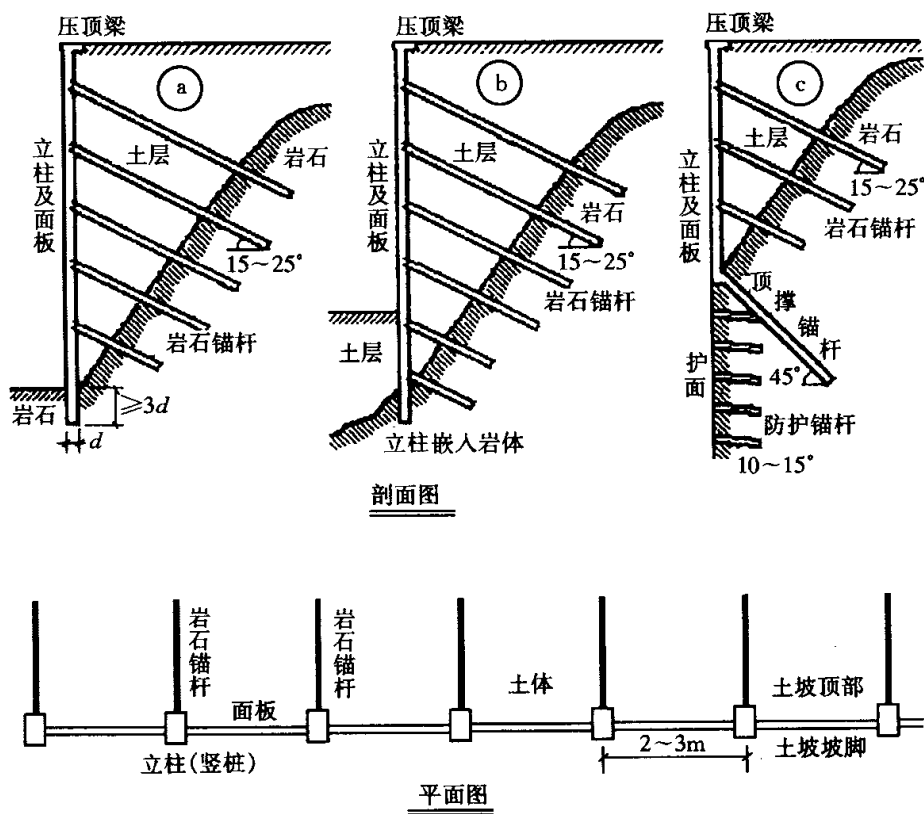 压顶梁
a
立柱及面板
土层
岩石
15~25°
岩石锚杆
岩石
≥3d
d
压顶梁
b
立柱及面板
土层
岩石
15~25°
岩石锚杆
土层
立柱嵌入岩体
压顶梁
c
立柱及面板
土层
岩石
15~25°
岩石锚杆
顶撑锚杆
45°
护面
防护锚杆
10~15°
剖面图
岩石锚杆
岩石锚杆
面板
土体
土坡顶部
立柱(竖桩)
2~3m
土坡坡脚
平面图